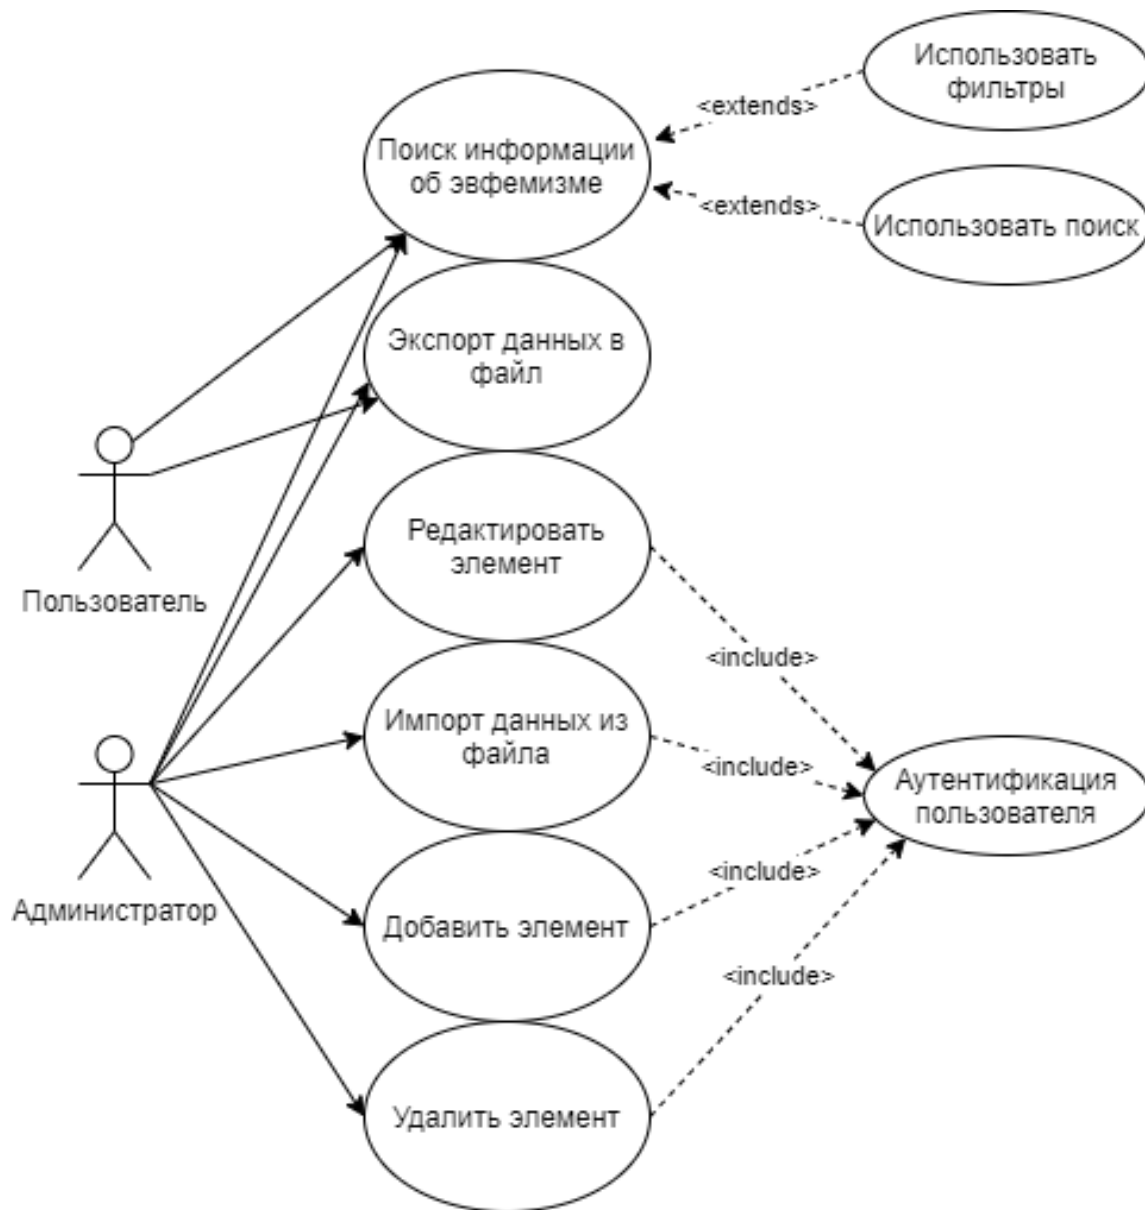 Использовать
фильтры
<extends>
Поиск информации
об эвфемизме
<extends>
Использовать поиск
Экспорт данных в
файл
Пользователь
Редактировать
элемент
<include>
Импорт данных из
файла
<include>
Аутентификация
пользователя
Администратор
<include>
Добавить элемент
<include>
Удалить элемент